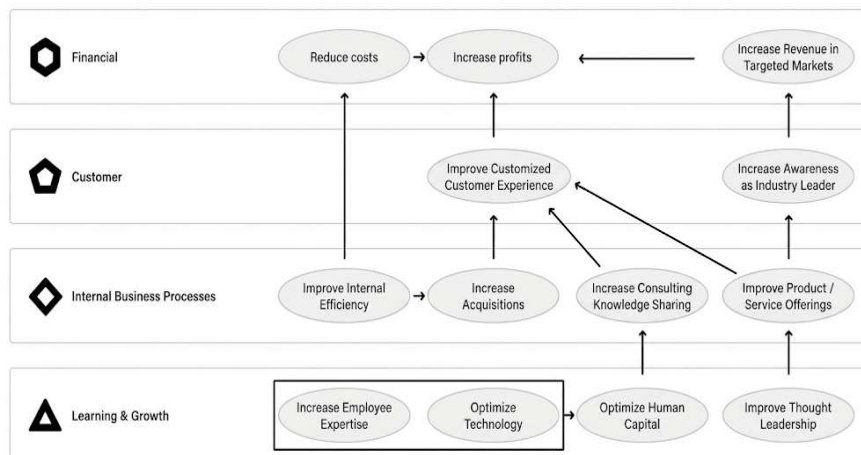 Financial
Reduce costs
Increase profits
Increase Revenue in
Targeted Markets
Customer
Improve Customized
Customer Experience
Increase Awareness
as Industry Leader
Internal Business Processes
Improve Internal
Efficiency
Increase
Acquisitions
Increase Consulting
Knowledge Sharing
Improve Product /
Service Offerings
Learning & Growth
Increase Employee
Expertise
Optimize
Technology
Optimize Human
Capital
Improve Thought
Leadership